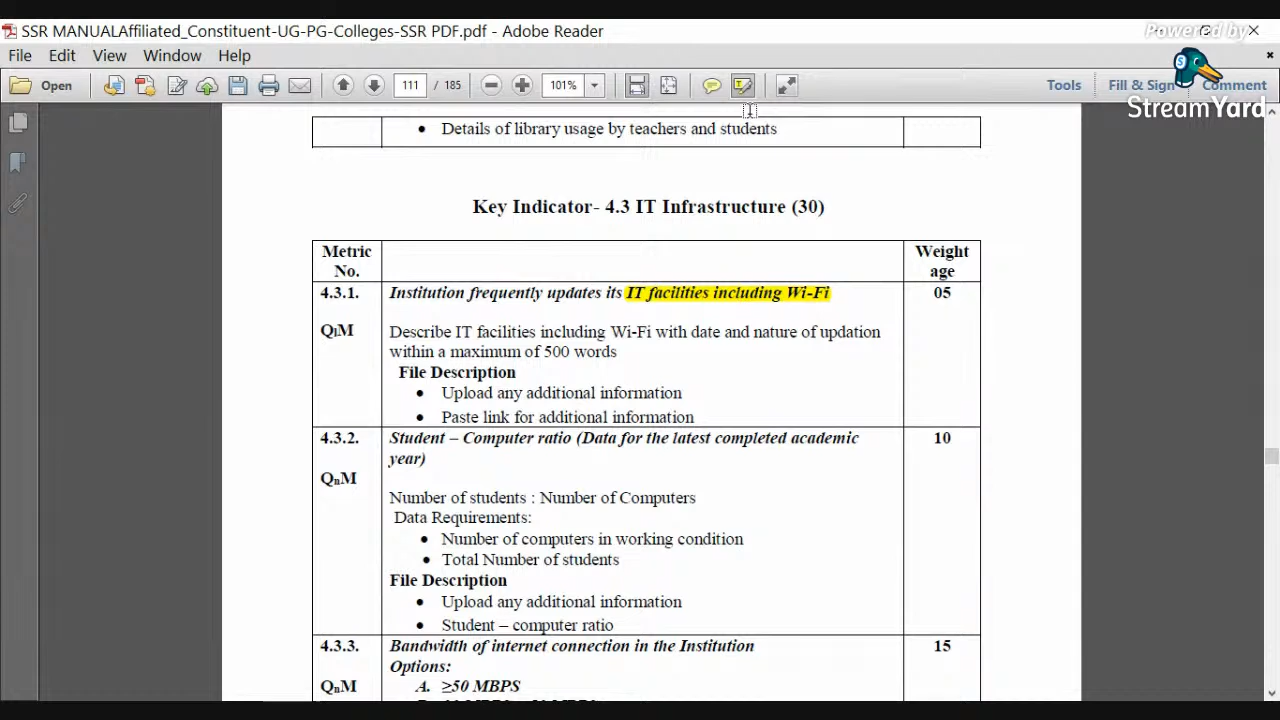 SSR MANUALAffiliated_Constituent-UG-PG-Colleges-SSR PDF.pdf - Adobe Reader
Powered by
File Edit View Window Help
Open 111 / 185 101% Tools Fill & Sign Comment
StreamYard
• Details of library usage by teachers and students
Key Indicator- 4.3 IT Infrastructure (30)
Metric No. Weight age
4.3.1. Institution frequently updates its IT facilities including Wi-Fi 05
QlM Describe IT facilities including Wi-Fi with date and nature of updation
within a maximum of 500 words
File Description
• Upload any additional information
• Paste link for additional information
4.3.2. Student – Computer ratio (Data for the latest completed academic 10
year)
QnM
Number of students : Number of Computers
Data Requirements:
• Number of computers in working condition
• Total Number of students
File Description
• Upload any additional information
• Student – computer ratio
4.3.3. Bandwidth of internet connection in the Institution 15
Options:
QnM A. ≥50 MBPS